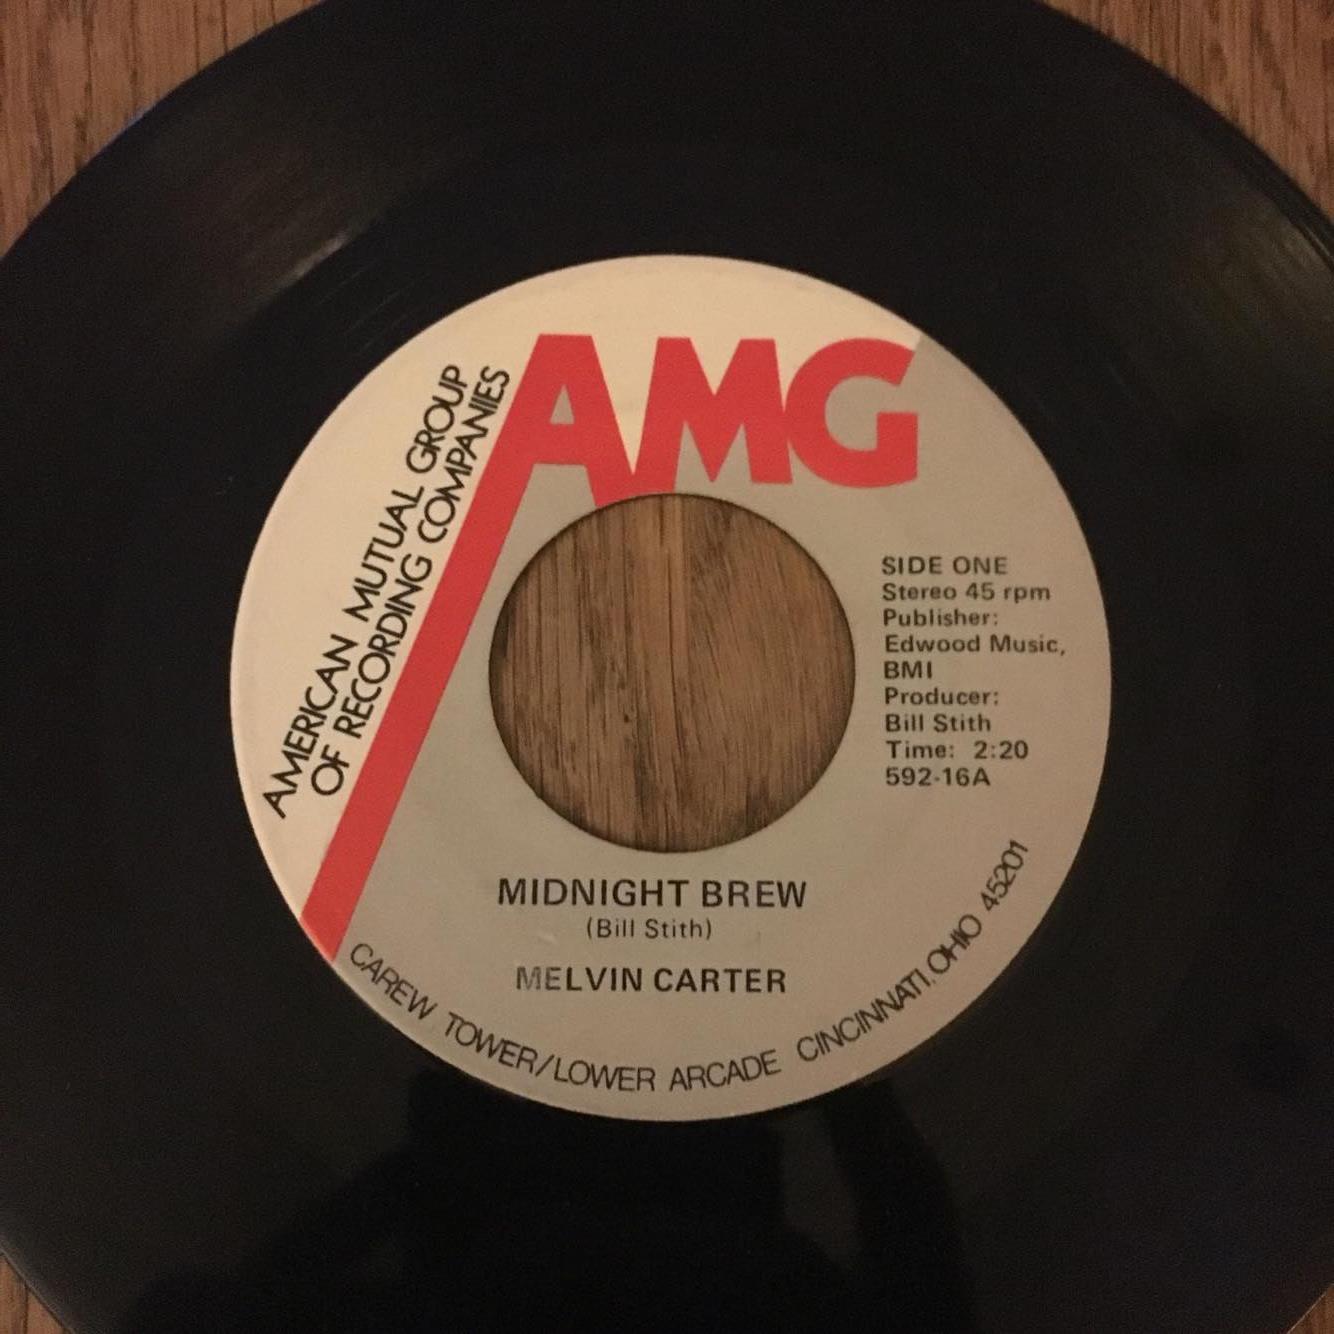 AMG
AMERICAN MUTUAL GROUP
OF RECORDING COMPANIES
SIDE ONE
Stereo 45 rpm
Publisher:
Edwood Music,
BMI
Producer:
Bill Stith
Time: 2:20
592-16A
MIDNIGHT BREW
(Bill Stith)
MELVIN CARTER
CAREW TOWER/LOWER ARCADE CINCINNATI, OHIO 45201